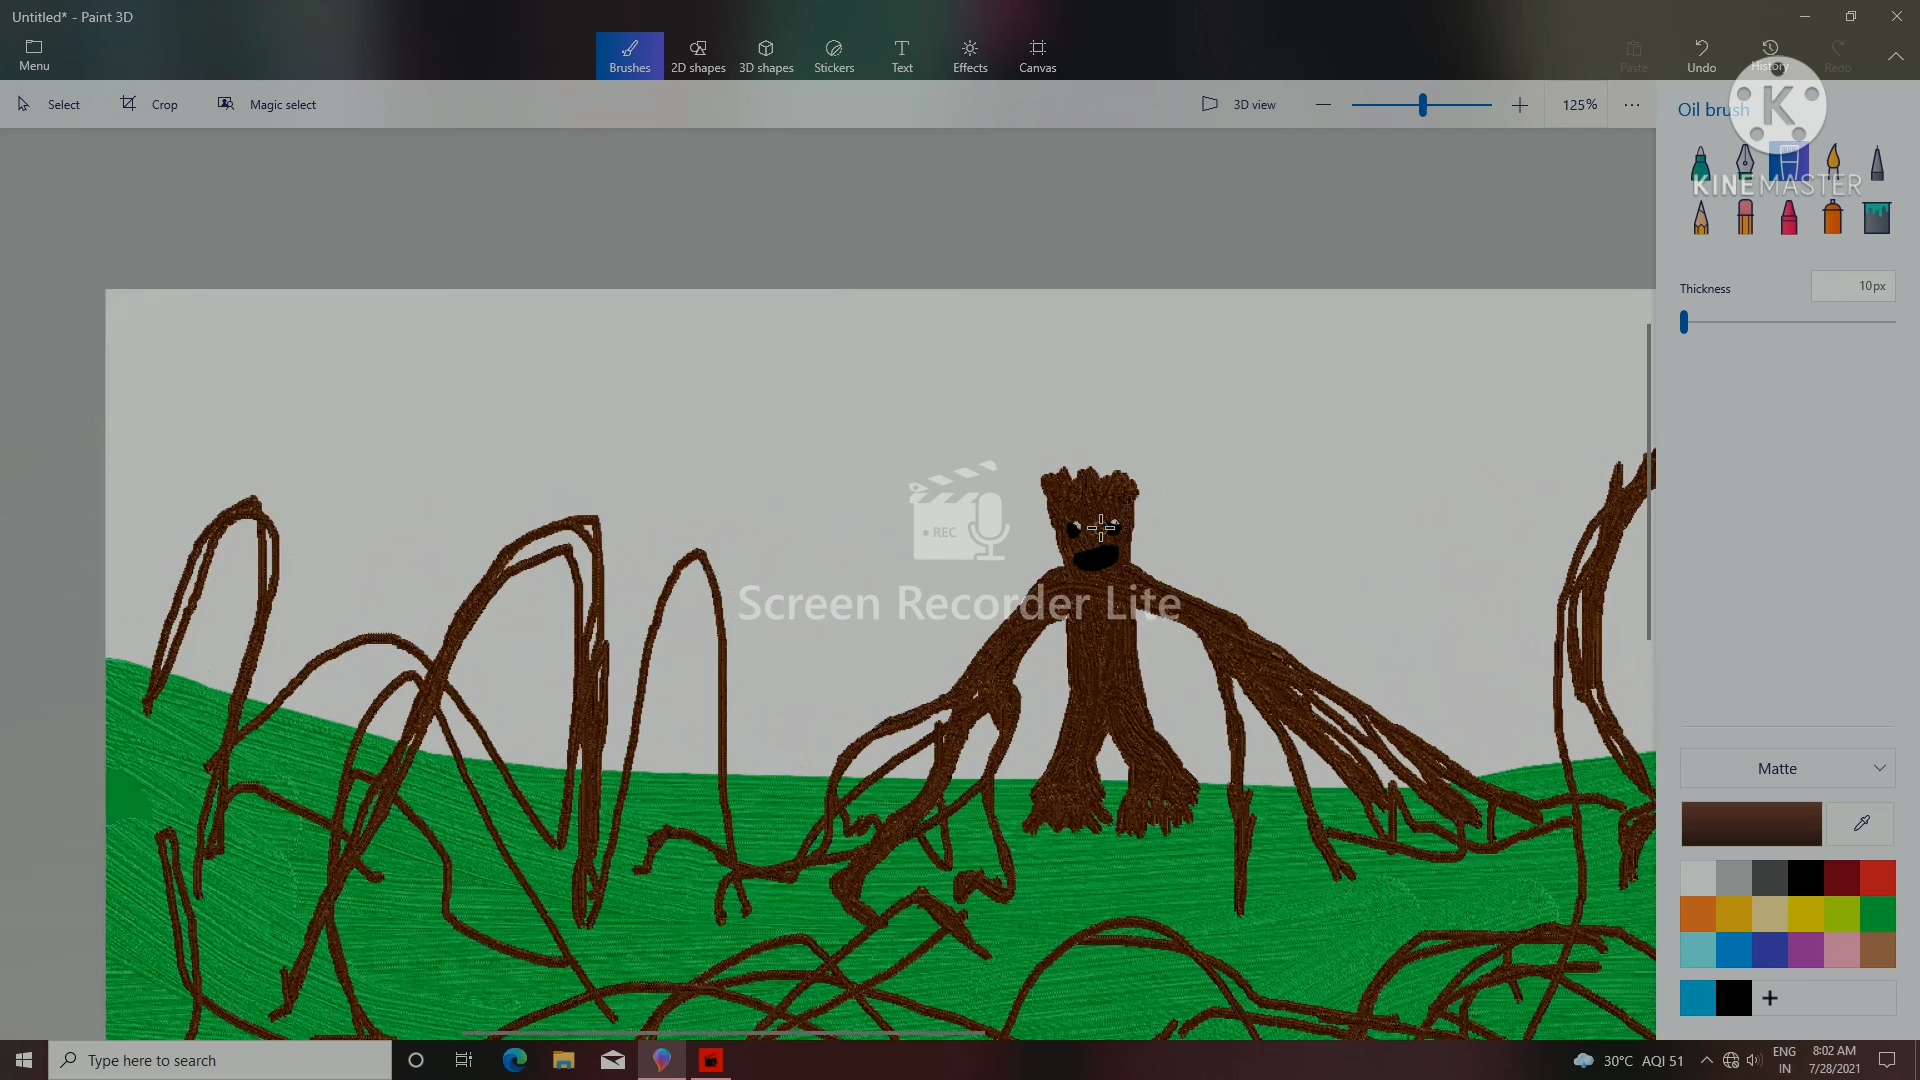 Untitled* - Paint 3D
Menu
Brushes
2D shapes
3D shapes
Stickers
Text
Effects
Canvas
Paste
Undo
History
Redo
Select
Crop
Magic select
3D view
125%
Oil brush
K
KINEMASTER
Thickness
10px
REC
Screen Recorder Lite
Matte
Type here to search
30°C AQI 51
ENG
IN
8:02 AM
7/28/2021